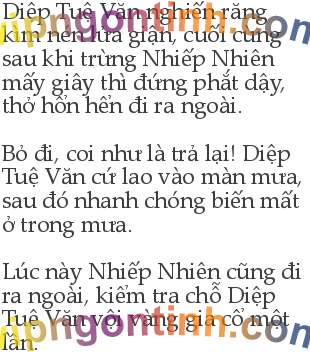 Diệp Tuệ Văn nghiến răng
kìm nén lửa giận, cuối cùng
sau khi trừng Nhiếp Nhiên
mấy giây thì đứng phắt dậy,
thở hổn hển đi ra ngoài.
Bỏ đi, coi như là trả lại! Diệp
Tuệ Văn cứ lao vào màn mưa,
sau đó nhanh chóng biến mất
ở trong mưa.
Lúc này Nhiếp Nhiên cũng đi
ra ngoài, kiểm tra chỗ Diệp
Tuệ Văn vội vàng giả cổ một
lần.